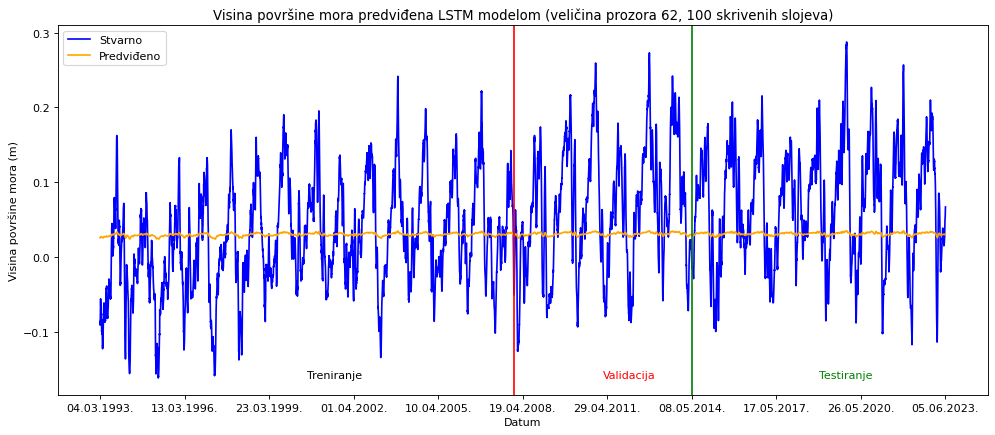 Visina površine mora predviđena LSTM modelom (veličina prozora 62, 100 skrivenih slojeva)
Stvarno
Predviđeno
Visina površine mora (m)
0.3
0.2
0.1
0.0
−0.1
Treniranje
Validacija
Testiranje
04.03.1993.
13.03.1996.
23.03.1999.
01.04.2002.
10.04.2005.
19.04.2008.
29.04.2011.
08.05.2014.
17.05.2017.
26.05.2020.
05.06.2023.
Datum